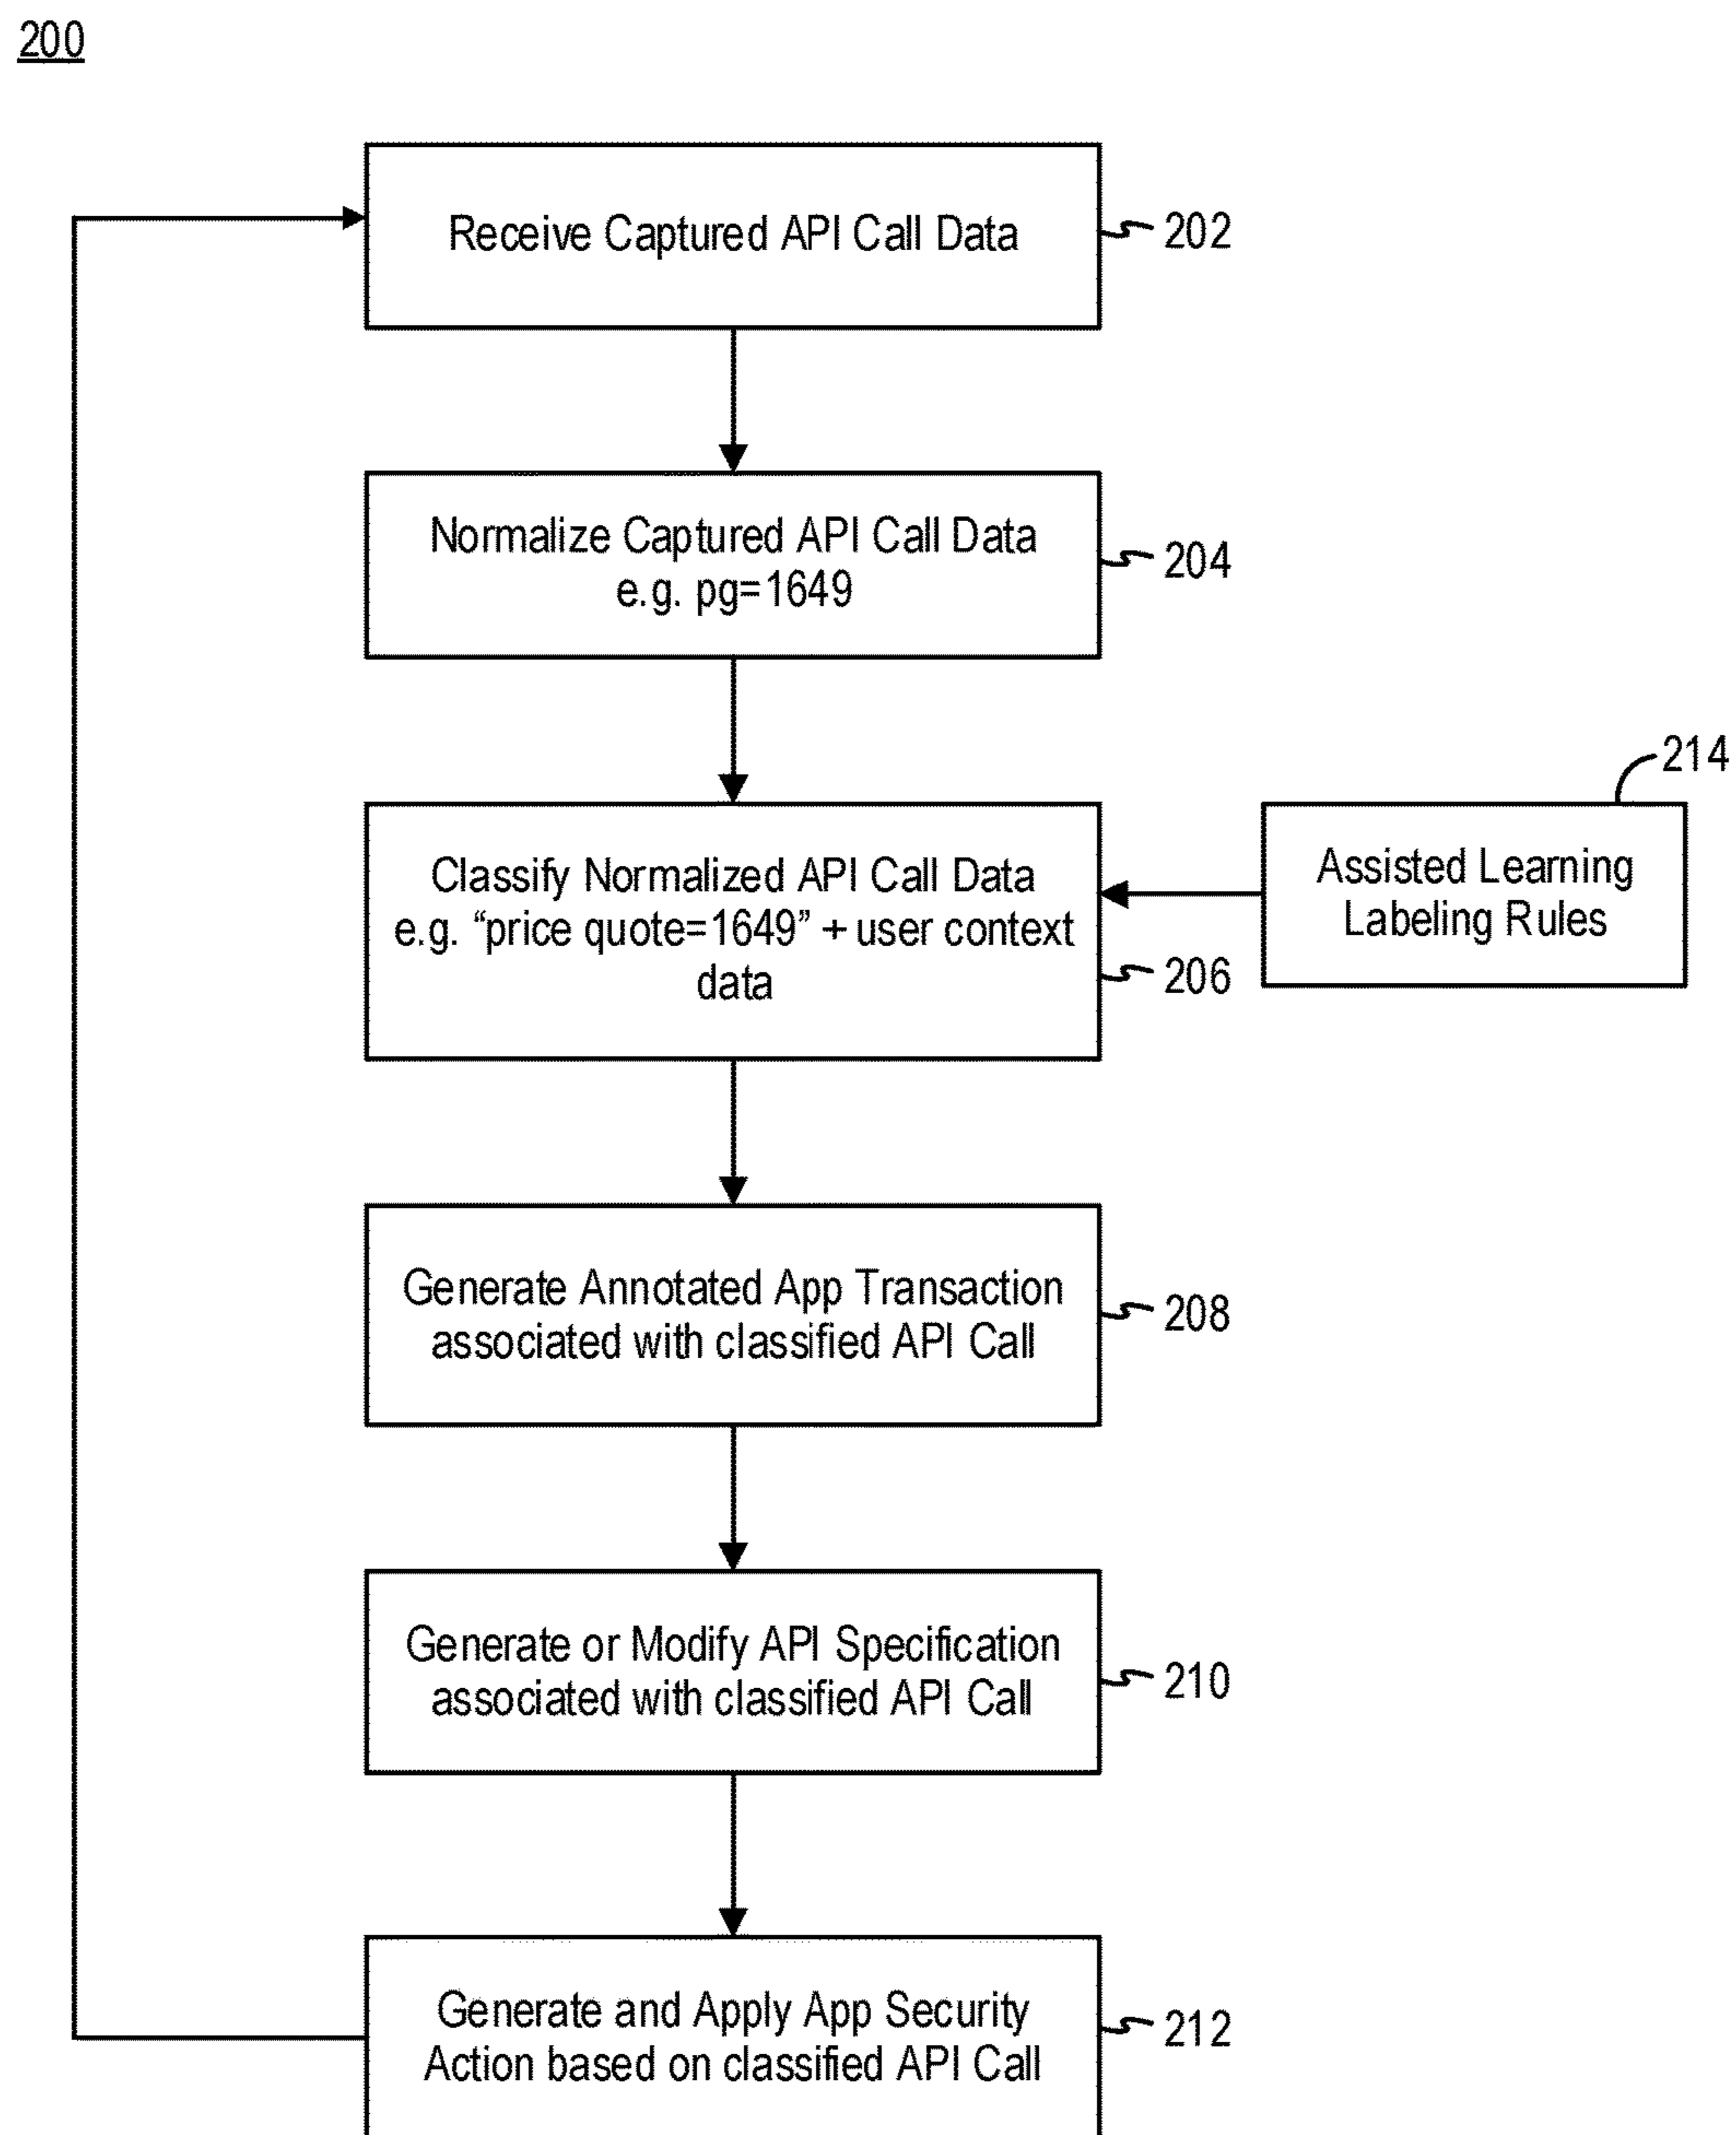 200
Receive Captured API Call Data
202
Normalize Captured API Call Data
e.g. pg=1649
204
214
Classify Normalized API Call Data
e.g. “price quote=1649” + user context
data
206
Assisted Learning
Labeling Rules
Generate Annotated App Transaction
associated with classified API Call
208
Generate or Modify API Specification
associated with classified API Call
210
Generate and Apply App Security
Action based on classified API Call
212